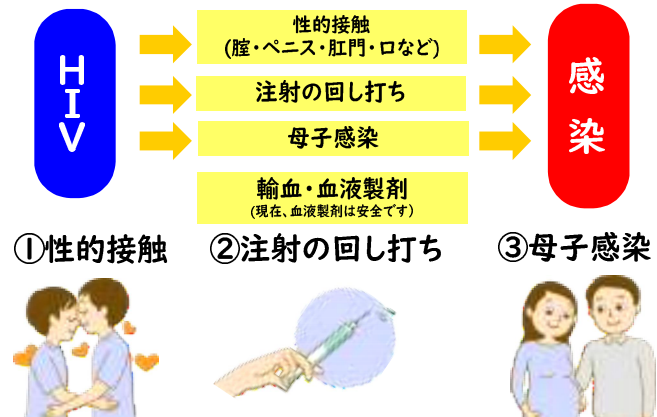 HIV
性的接触
(腟・ペニス・肛門・口など)
注射の回し打ち
母子感染
輸血・血液製剤
(現在、血液製剤は安全です)
感染
①性的接触
②注射の回し打ち
③母子感染